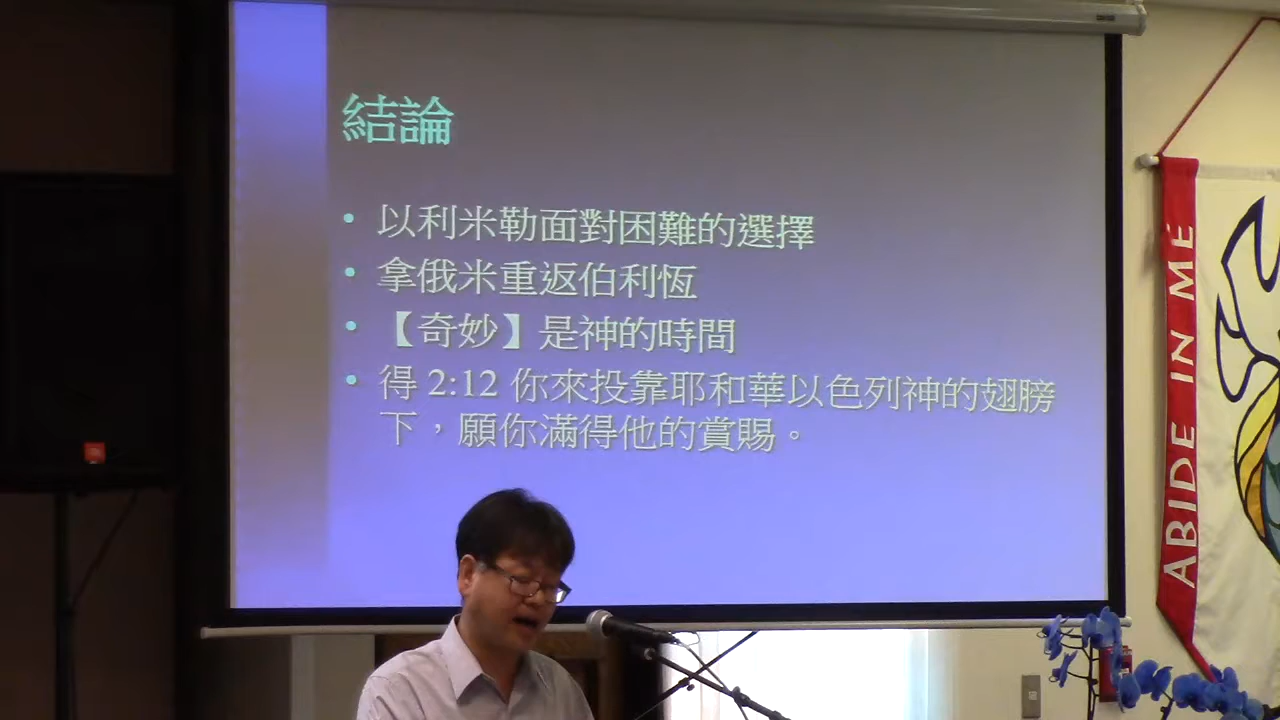 結論
• 以利米勒面對困難的選擇
• 拿俄米重返伯利恆
• 【奇妙】是神的時間
• 得 2:12 你來投靠耶和華以色列神的翅膀
下，願你滿得他的賞賜。
ABIDE IN ME